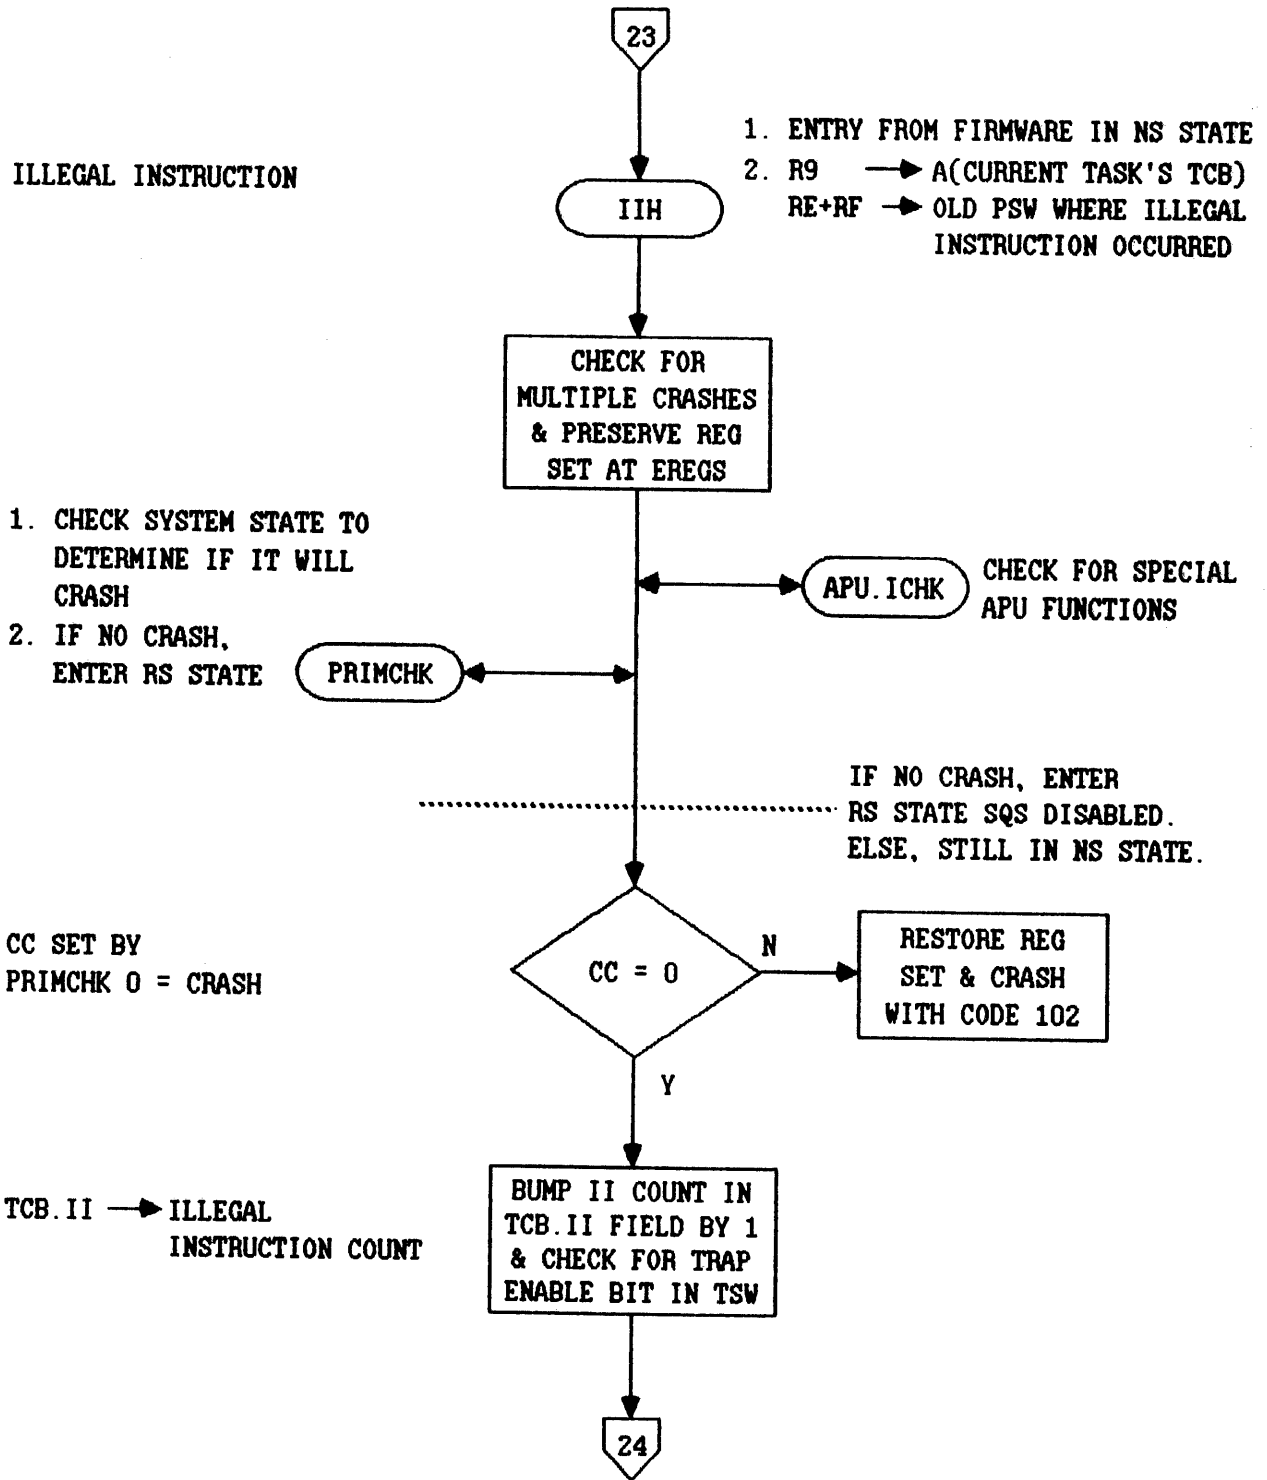 23
1. ENTRY FROM FIRMWARE IN NS STATE
ILLEGAL INSTRUCTION
2. R9 → A(CURRENT TASK'S TCB)
IIH
RE+RF → OLD PSW WHERE ILLEGAL
INSTRUCTION OCCURRED
CHECK FOR
MULTIPLE CRASHES
& PRESERVE REG
SET AT EREGS
1. CHECK SYSTEM STATE TO
DETERMINE IF IT WILL
CRASH
2. IF NO CRASH,
ENTER RS STATE
APU.ICHK
CHECK FOR SPECIAL
APU FUNCTIONS
PRIMCHK
IF NO CRASH, ENTER
RS STATE SQS DISABLED.
ELSE, STILL IN NS STATE.
CC SET BY
PRIMCHK 0 = CRASH
CC = 0
N
RESTORE REG
SET & CRASH
WITH CODE 102
Y
TCB.II → ILLEGAL
INSTRUCTION COUNT
BUMP II COUNT IN
TCB.II FIELD BY 1
& CHECK FOR TRAP
ENABLE BIT IN TSW
24